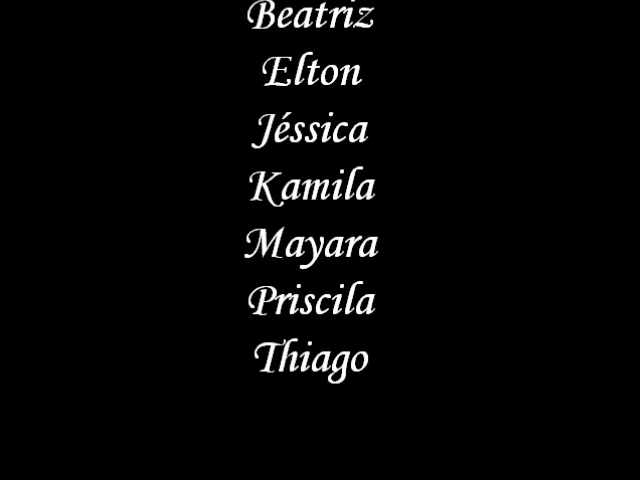 Beatriz
Elton
Jéssica
Kamila
Mayara
Priscila
Thiago